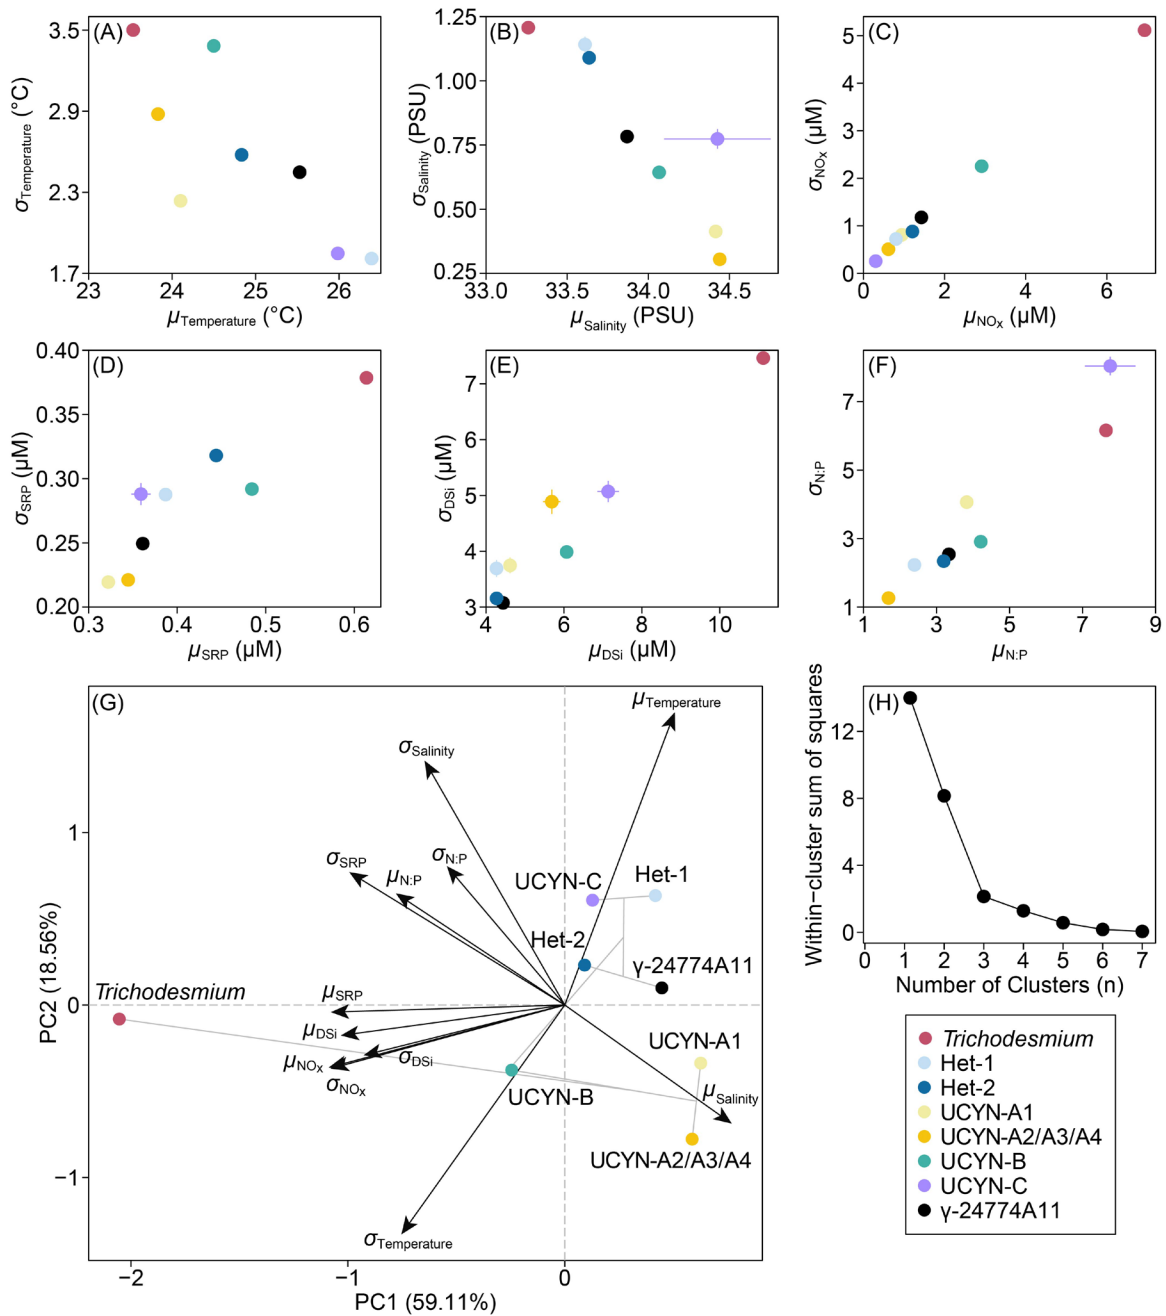 (A)
3.5
2.9
2.3
1.7
σTemperature (°C)
23 24 25 26
μTemperature (°C)
(B)
1.25
1.00
0.75
0.50
0.25
σSalinity (PSU)
33.0 33.5 34.0 34.5
μSalinity (PSU)
(C)
5
4
3
2
1
0
σNOx (μM)
0 2 4 6
μNOx (μM)
(D)
0.40
0.35
0.30
0.25
0.20
σSRP (μM)
0.3 0.4 0.5 0.6
μSRP (μM)
(E)
7
6
5
4
3
σDSi (μM)
4 6 8 10
μDSi (μM)
(F)
7
5
3
1
σN:P
1 3 5 7 9
μN:P
(G)
μTemperature
σSalinity
σSRP
μN:P
σN:P
UCYN-C
Het-1
Het-2
γ-24774A11
Trichodesmium
μSRP
μDSi
μNOx
σDSi
σNOx
UCYN-A1
UCYN-B
μSalinity
UCYN-A2/A3/A4
σTemperature
1
0
−1
PC2 (18.56%)
−2 −1 0
PC1 (59.11%)
(H)
12
8
4
0
Within−cluster sum of squares
0 1 2 3 4 5 6 7
Number of Clusters (n)
Trichodesmium
Het-1
Het-2
UCYN-A1
UCYN-A2/A3/A4
UCYN-B
UCYN-C
γ-24774A11